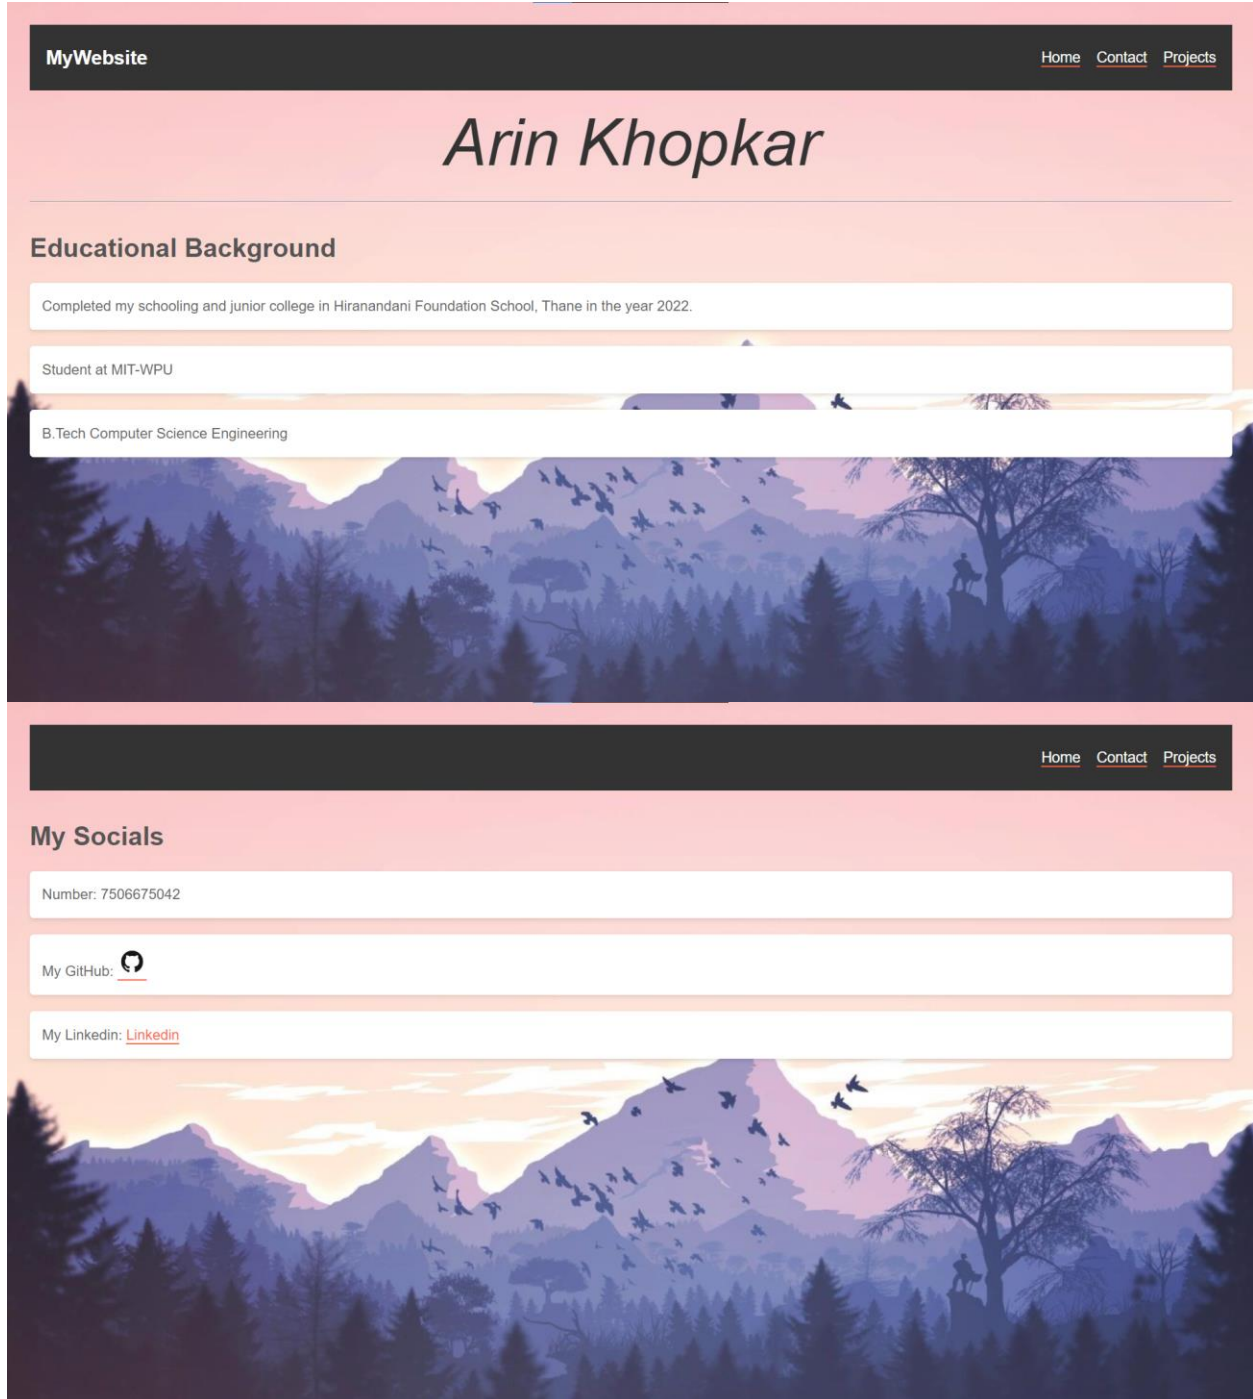 MyWebsite
Home Contact Projects
Arin Khopkar
Educational Background
Completed my schooling and junior college in Hiranandani Foundation School, Thane in the year 2022.
Student at MIT-WPU
B.Tech Computer Science Engineering
Home Contact Projects
My Socials
Number: 7506675042
My GitHub:
My Linkedin: Linkedin